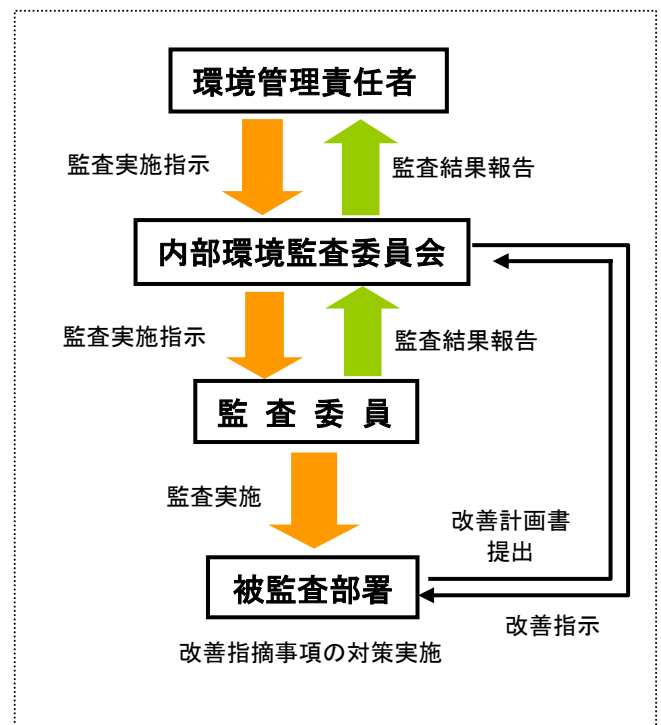 環境管理責任者
監査実施指示
監査結果報告
内部環境監査委員会
監査実施指示
監査結果報告
監 査 委 員
監査実施
改善計画書
提出
被監査部署
改善指示
改善指摘事項の対策実施